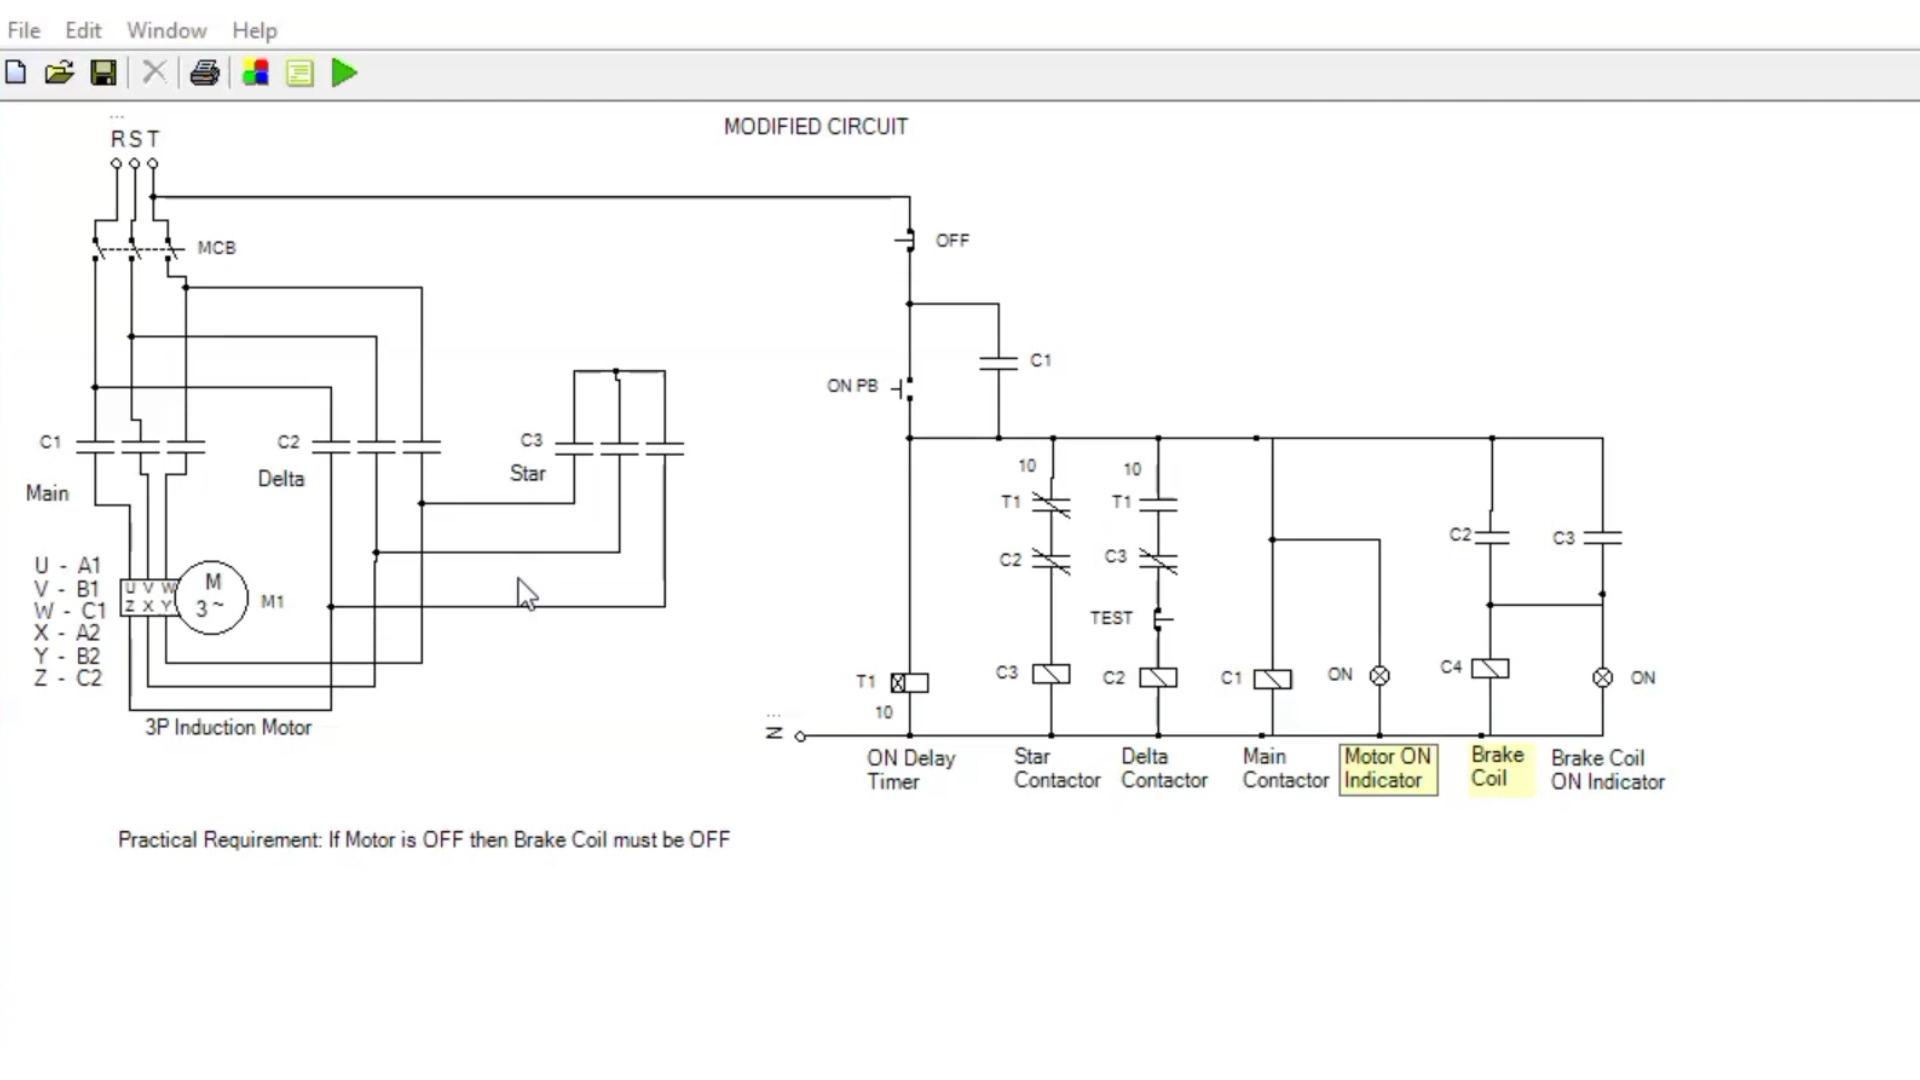 File Edit Window Help
MODIFIED CIRCUIT
R S T
MCB
OFF
C1
ON PB
C1
C2
C3
Main
Delta
Star
10
10
T1
T1
C2
C3
C2
C3
TEST
U - A1
V - B1
W - C1
X - A2
Y - B2
Z - C2
U V W
Z X Y
M
3 ~
M1
T1
10
C3
C2
C1
ON
C4
ON
3P Induction Motor
N
ON Delay
Timer
Star
Contactor
Delta
Contactor
Main
Contactor
Motor ON
Indicator
Brake
Coil
Brake Coil
ON Indicator
Practical Requirement: If Motor is OFF then Brake Coil must be OFF